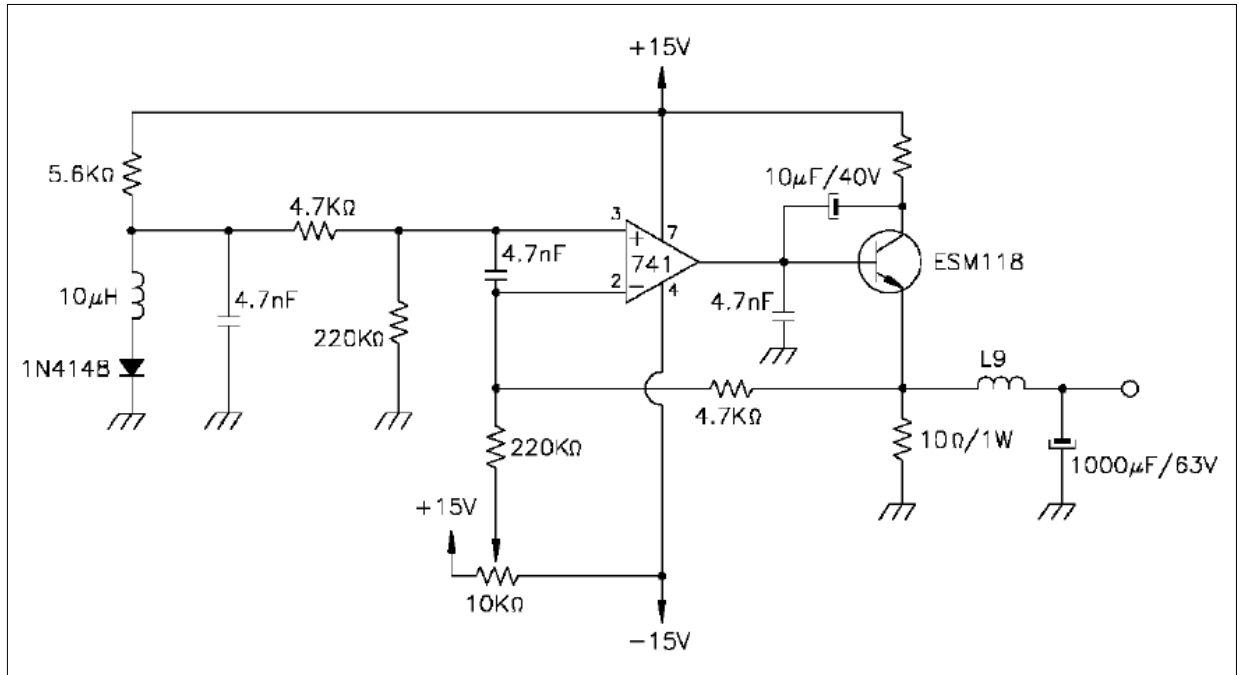 +15V
5.6KΩ
10μF/40V
4.7KΩ
3
7
+
4.7nF
741
ESM118
2
−
4
10μH
4.7nF
4.7nF
220KΩ
1N4148
L9
4.7KΩ
220KΩ
10Ω/1W
1000μF/63V
+15V
10KΩ
−15V